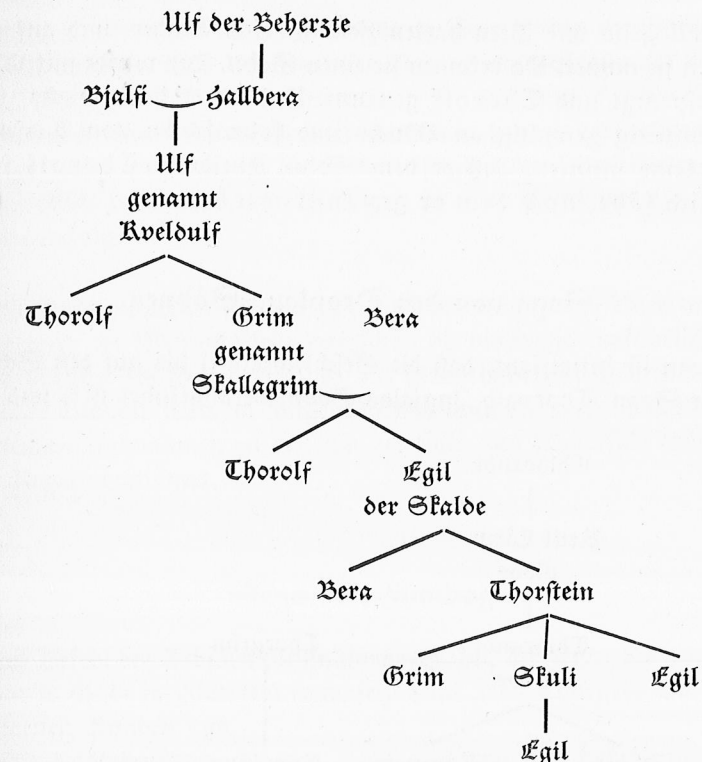 Ulf der Beherzte
Bjalfi Hallbera
Ulf
genannt
Kveldulf
Thorolf Grim Bera
genannt
Skallagrim
Thorolf Egil
der Skalde
Bera Thorstein
Grim Skuli Egil
Egil